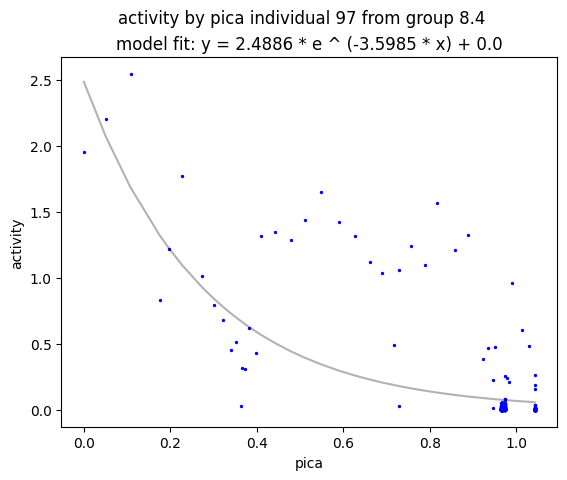 activity by pica individual 97 from group 8.4
model fit: y = 2.4886 * e ^ (-3.5985 * x) + 0.0
2.5
2.0
1.5
1.0
0.5
0.0
activity
0.0 0.2 0.4 0.6 0.8 1.0
pica